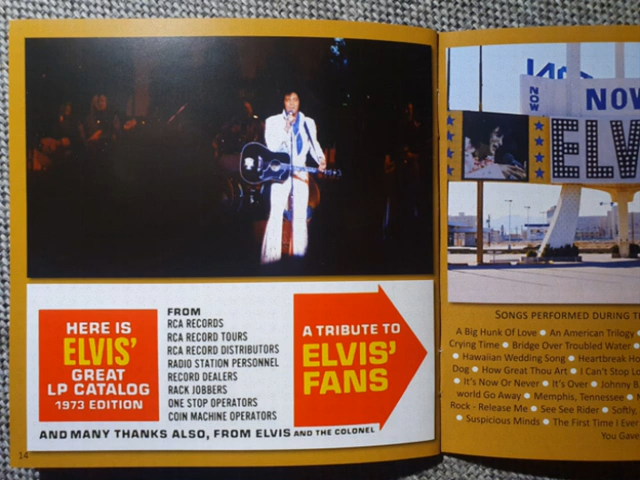 HERE IS
ELVIS'
GREAT
LP CATALOG
1973 EDITION
FROM
RCA RECORDS
RCA RECORD TOURS
RCA RECORD DISTRIBUTORS
RADIO STATION PERSONNEL
RECORD DEALERS
RACK JOBBERS
ONE STOP OPERATORS
COIN MACHINE OPERATORS
A TRIBUTE TO
ELVIS'
FANS
AND MANY THANKS ALSO, FROM ELVIS AND THE COLONEL
14
NOW
NOW
ELV
SONGS PERFORMED DURING
A Big Hunk Of Love ● An American Trilogy
Crying Time ● Bridge Over Troubled Water
● Hawaiian Wedding Song ● Heartbreak
Dog ● How Great Thou Art ● I Can't Stop
● It's Now Or Never ● It's Over ● Johnny B.
world Go Away ● Memphis, Tennessee ●
Rock - Release Me ● See See Rider ● Softly,
● Suspicious Minds ● The First Time I Ever
You Gave